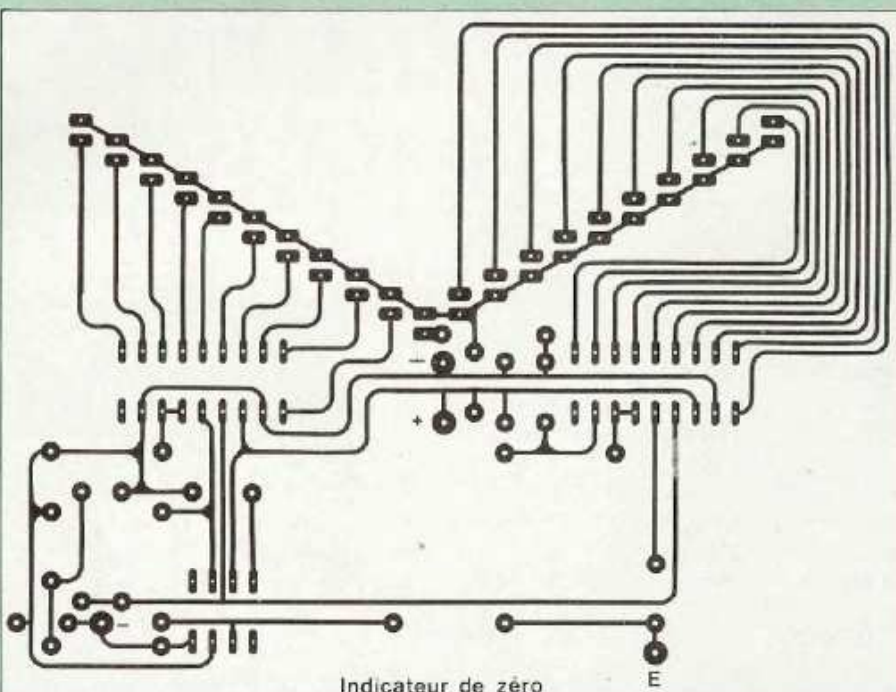 —
+
—
Indicateur de zéro
E